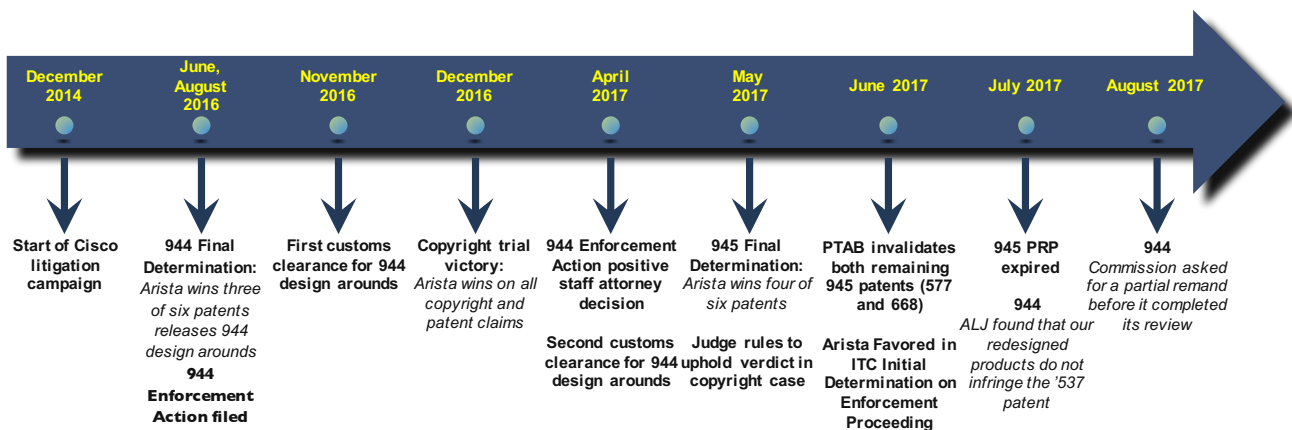 December
2014
June,
August
2016
November
2016
December
2016
April
2017
May
2017
June 2017
July 2017
August 2017
Start of Cisco
litigation
campaign
944 Final
Determination:
Arista wins three
of six patents
releases 944
design arounds
944
Enforcement
Action filed
First customs
clearance for 944
design arounds
Copyright trial
victory:
Arista wins on all
copyright and
patent claims
944 Enforcement
Action positive
staff attorney
decision
Second customs
clearance for 944
design arounds
945 Final
Determination:
Arista wins four of
six patents
Judge rules to
uphold verdict in
copyright case
PTAB invalidates
both remaining
945 patents (577
and 668)
Arista Favored in
ITC Initial
Determination on
Enforcement
Proceeding
945 PRP
expired
944
ALJ found that our
redesigned
products do not
infringe the '537
patent
944
Commission asked
for a partial remand
before it completed
its review